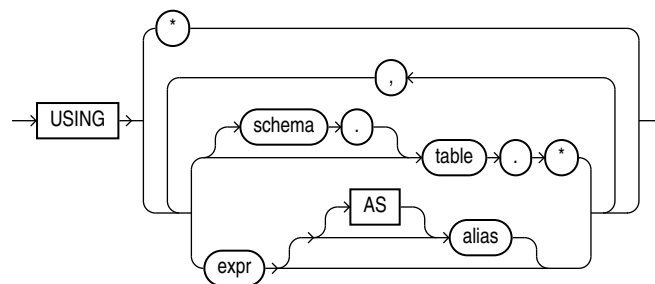 *
,
USING
schema .
table . *
AS
alias
expr